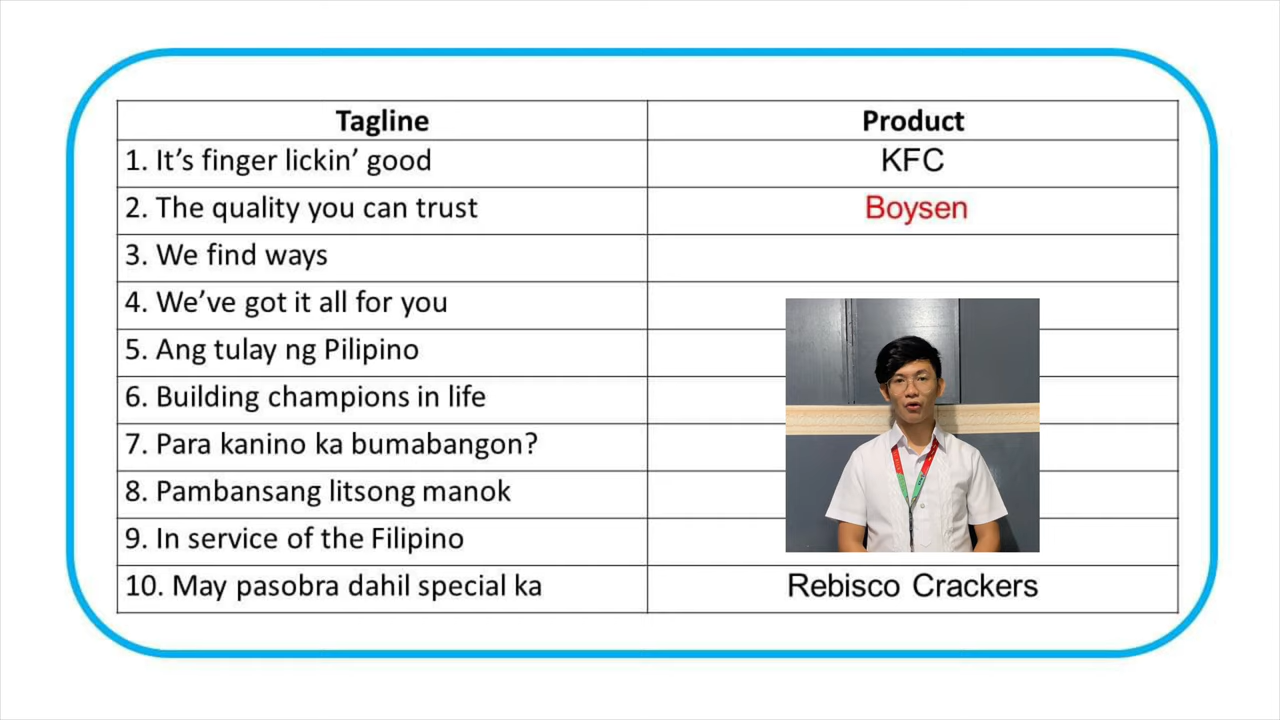 Tagline Product
1. It’s finger lickin’ good KFC
2. The quality you can trust Boysen
3. We find ways
4. We’ve got it all for you
5. Ang tulay ng Pilipino
6. Building champions in life
7. Para kanino ka bumabangon?
8. Pambansang litsong manok
9. In service of the Filipino
10. May pasobra dahil special ka Rebisco Crackers